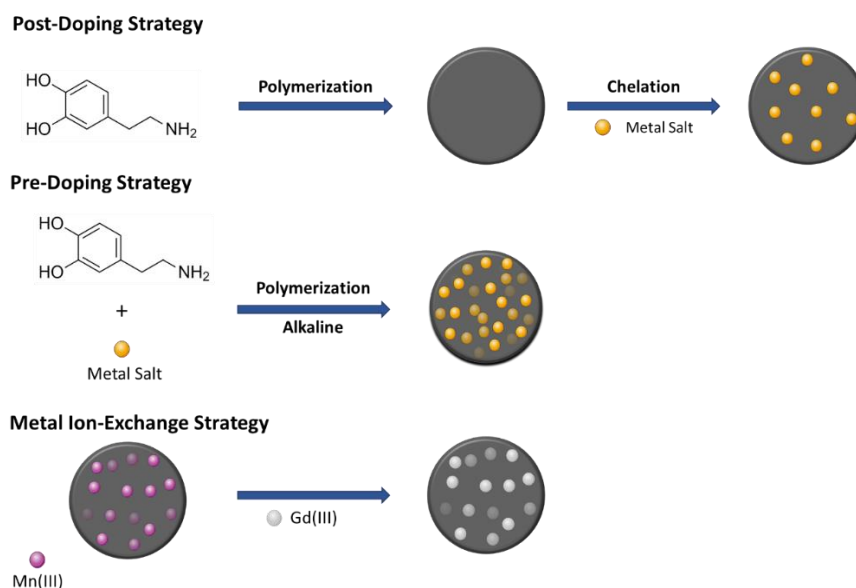 Post-Doping Strategy
HO
HO
NH2
Polymerization
Chelation
Metal Salt
Pre-Doping Strategy
HO
HO
NH2
+
Metal Salt
Polymerization
Alkaline
Metal Ion-Exchange Strategy
Mn(III)
Gd(III)